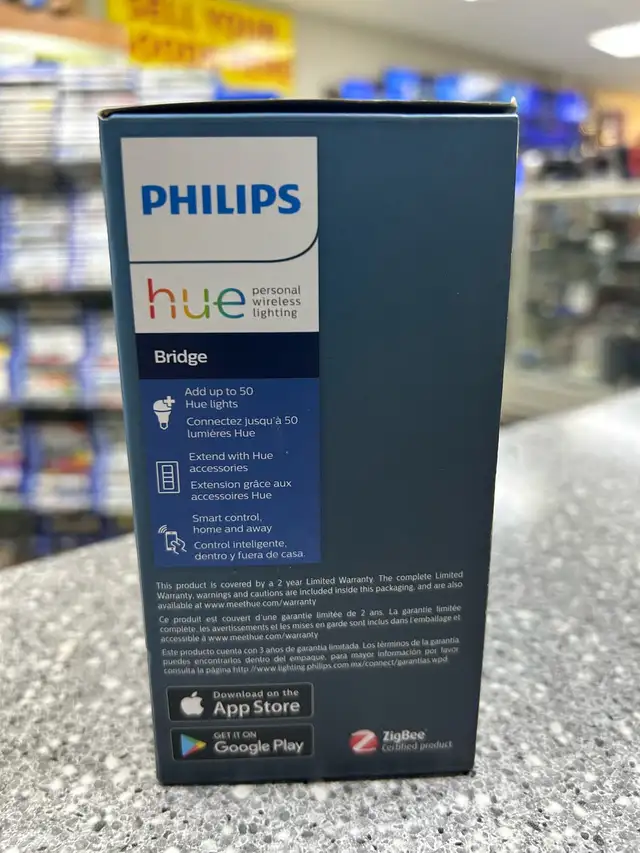 SELL YOUR
PHILIPS
hue personal
wireless
lighting
Bridge
Add up to 50
Hue lights
Connectez jusqu'à 50
lumières Hue
Extend with Hue
accessories
Extension grâce aux
accessoires Hue
Smart control,
home and away
Control inteligente,
dentro y fuera de casa
This product is covered by a 2 year Limited Warranty. The complete Limited
Warranty, warnings and cautions are included inside this packaging, and are also
available at www.meethue.com/warranty
Ce produit est couvert d'une garantie limitée de 2 ans. La garantie limitée
complète, les avertissements et les mises en garde sont inclus dans l'emballage et
accessible à www.meethue.com/warranty
Este producto cuenta con 3 años de garantía limitada. Los términos de la garantía
puedes encontrarlos dentro del empaque, para mayor información por favor
consulta la página http://www.lighting.philips.com.mx/connect/garantias.wpd
Download on the
App Store
GET IT ON
Google Play
ZigBee
Certified product